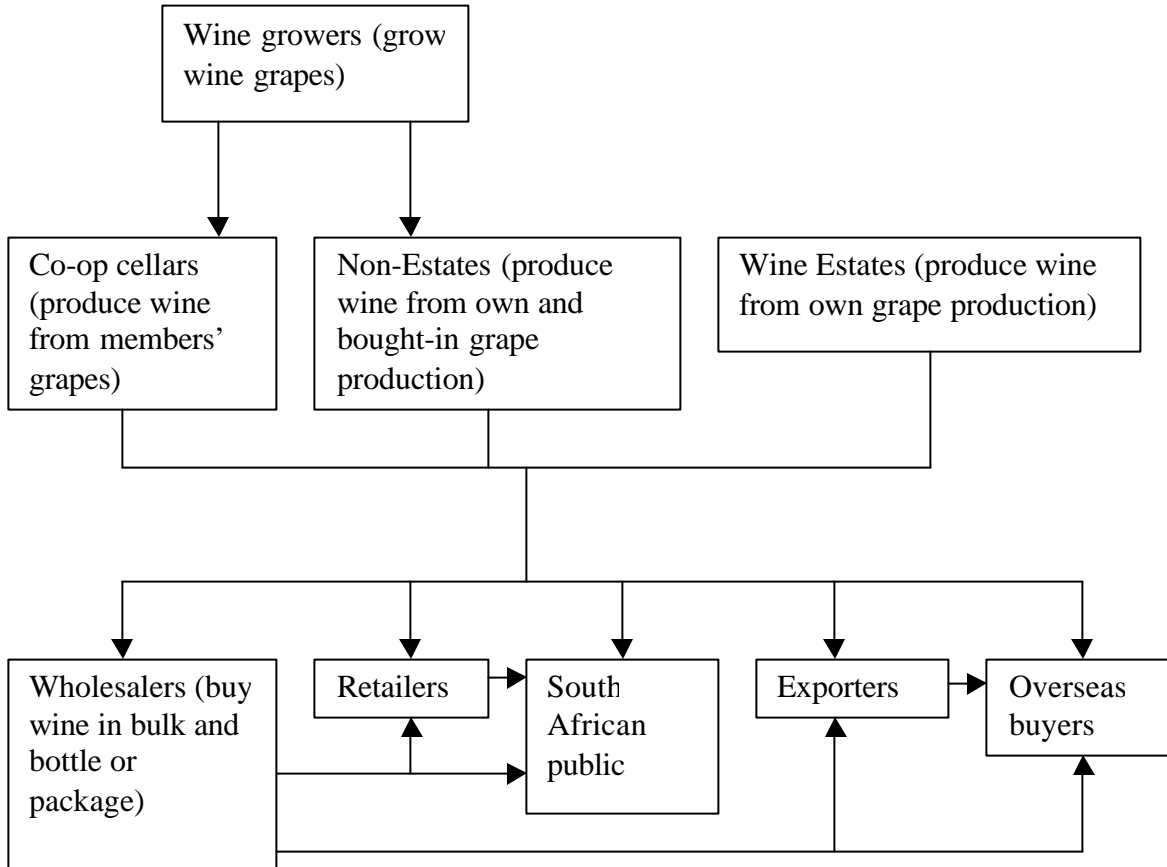 Wine growers (grow
wine grapes)
Co-op cellars
(produce wine
from members’
grapes)
Non-Estates (produce
wine from own and
bought-in grape
production)
Wine Estates (produce wine
from own grape production)
Wholesalers (buy
wine in bulk and
bottle or
package)
Retailers
South
African
public
Exporters
Overseas
buyers